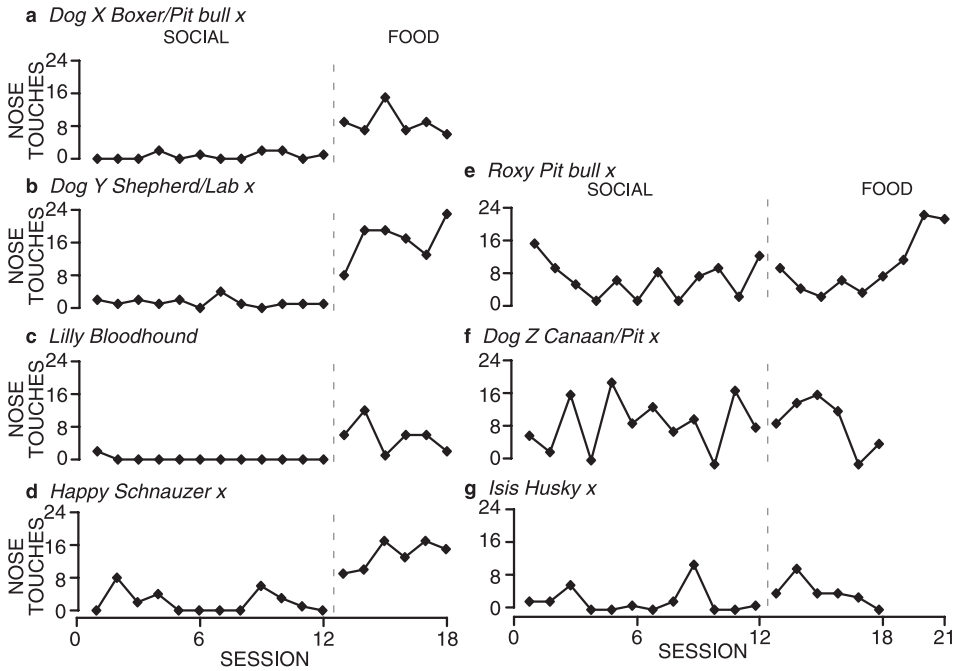 a Dog X Boxer/Pit bull x
SOCIAL FOOD
24
16
8
0
NOSE
TOUCHES
b Dog Y Shepherd/Lab x
24
16
8
0
NOSE
TOUCHES
c Lilly Bloodhound
24
16
8
0
NOSE
TOUCHES
d Happy Schnauzer x
24
16
8
0
NOSE
TOUCHES
0 6 12 18
SESSION
e Roxy Pit bull x
SOCIAL FOOD
24
16
8
0
f Dog Z Canaan/Pit x
24
16
8
0
g Isis Husky x
24
16
8
0
0 6 12 18 21
SESSION